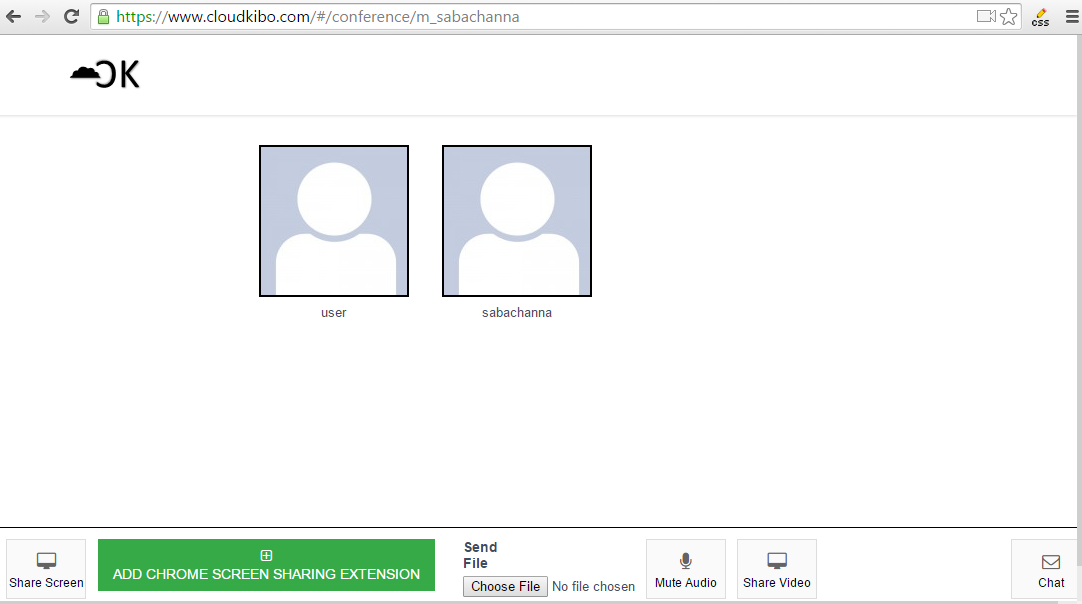 https://www.cloudkibo.com/#/conference/m_sabachanna
css
CK
user
sabachanna
Share Screen
ADD CHROME SCREEN SHARING EXTENSION
Send
File
Choose File No file chosen
Mute Audio
Share Video
Chat